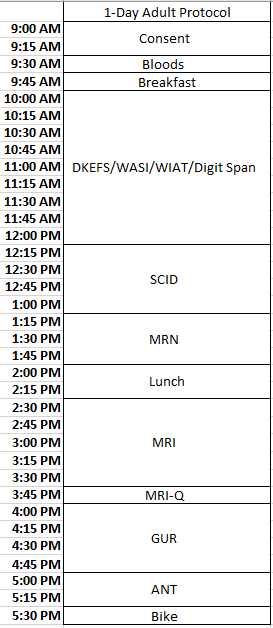 1-Day Adult Protocol
9:00 AM
Consent
9:15 AM
9:30 AM Bloods
9:45 AM Breakfast
10:00 AM
10:15 AM
10:30 AM
10:45 AM
11:00 AM DKEFS/WASI/WIAT/Digit Span
11:15 AM
11:30 AM
11:45 AM
12:00 PM
12:15 PM
12:30 PM
SCID
12:45 PM
1:00 PM
1:15 PM
1:30 PM MRN
1:45 PM
2:00 PM
Lunch
2:15 PM
2:30 PM
2:45 PM
3:00 PM MRI
3:15 PM
3:30 PM
3:45 PM MRI-Q
4:00 PM
4:15 PM
GUR
4:30 PM
4:45 PM
5:00 PM
ANT
5:15 PM
5:30 PM Bike